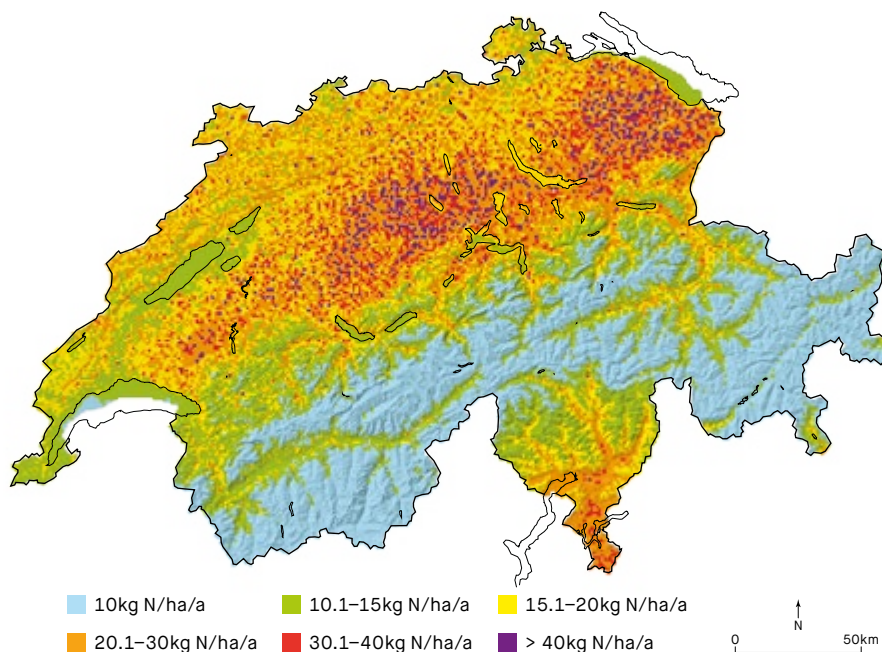 10kg N/ha/a
10.1–15kg N/ha/a
15.1–20kg N/ha/a
20.1–30kg N/ha/a
30.1–40kg N/ha/a
> 40kg N/ha/a
N
0 50km